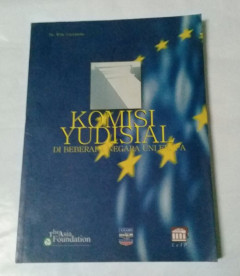 KOMISI
YUDISIAL
DI BEBERAPA NEGARA UNI EROPA
The Asia
Foundation